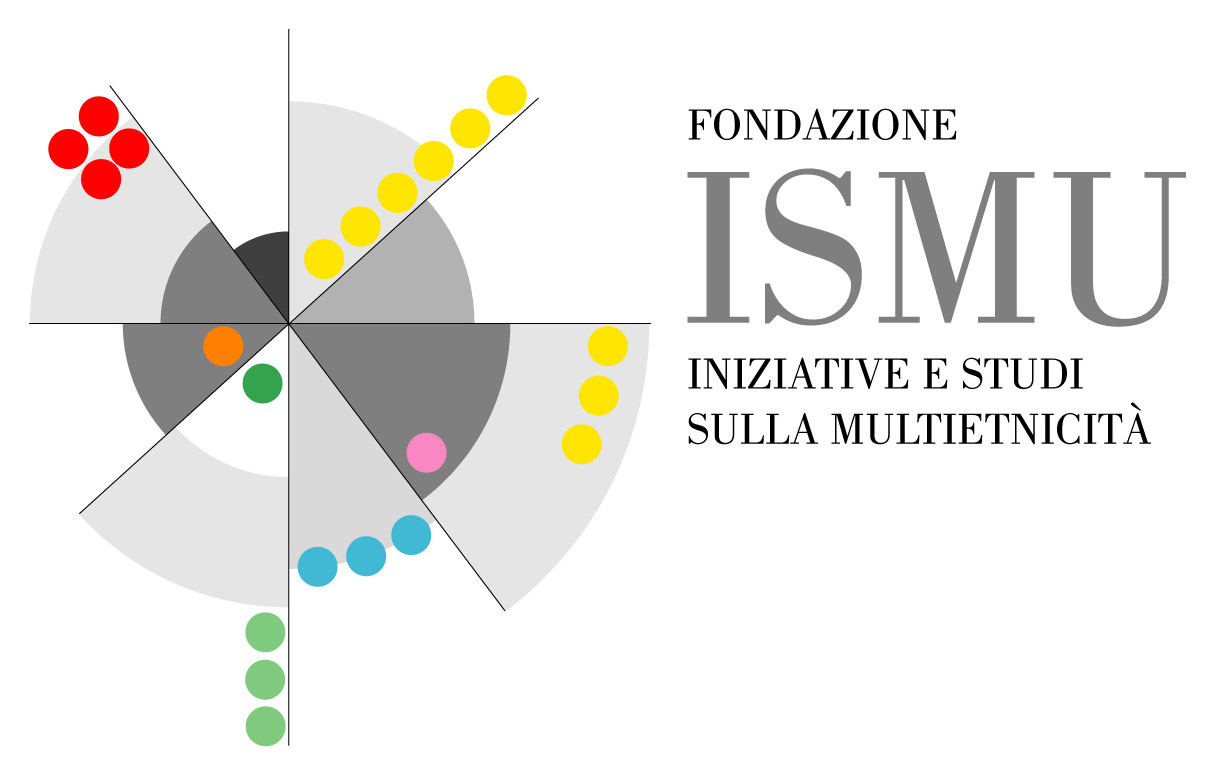 FONDAZIONE
ISMU
INIZIATIVE E STUDI
SULLA MULTIETNICITÀ